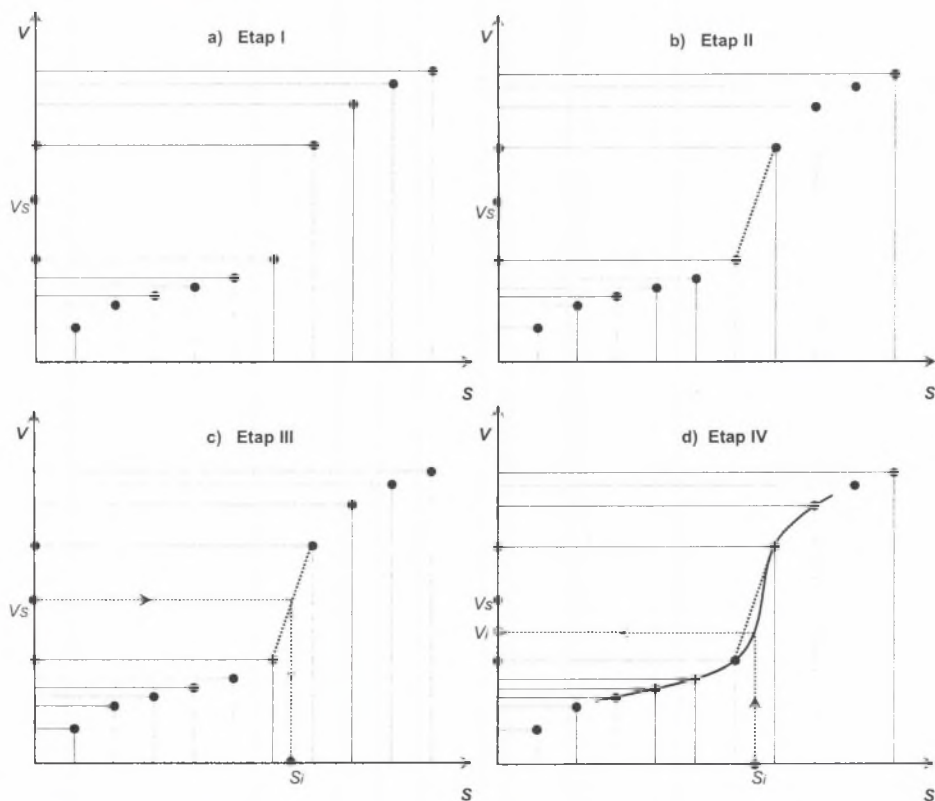 V
a) Etap I
Vs
S
V
b) Etap II
Vs
S
V
c) Etap III
Vs
Si
S
V
d) Etap IV
Vs
Vi
Si
S